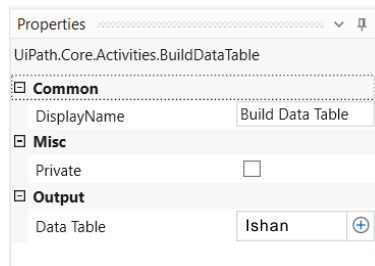 Properties
UiPath.Core.Activities.BuildDataTable
Common
DisplayName Build Data Table
Misc
Private
Output
Data Table Ishan